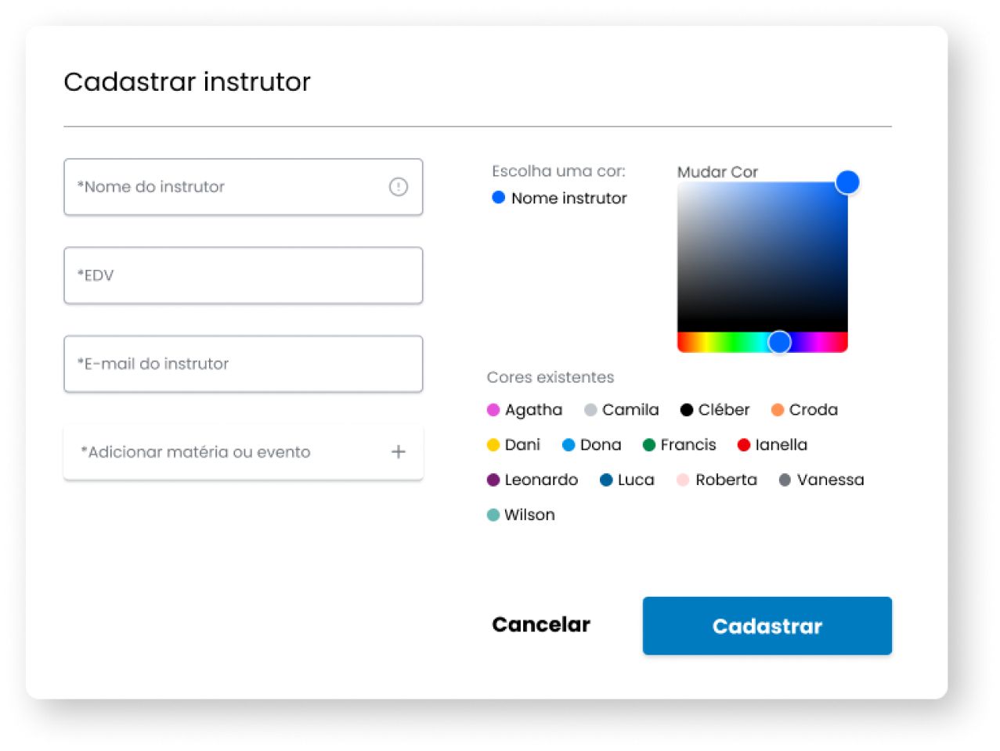 Cadastrar instrutor
*Nome do instrutor
*EDV
*E-mail do instrutor
*Adicionar matéria ou evento
Escolha uma cor:
Nome instrutor
Mudar Cor
Cores existentes
Agatha Camila Cléber Croda
Dani Dona Francis Ianella
Leonardo Luca Roberta Vanessa
Wilson
Cancelar Cadastrar